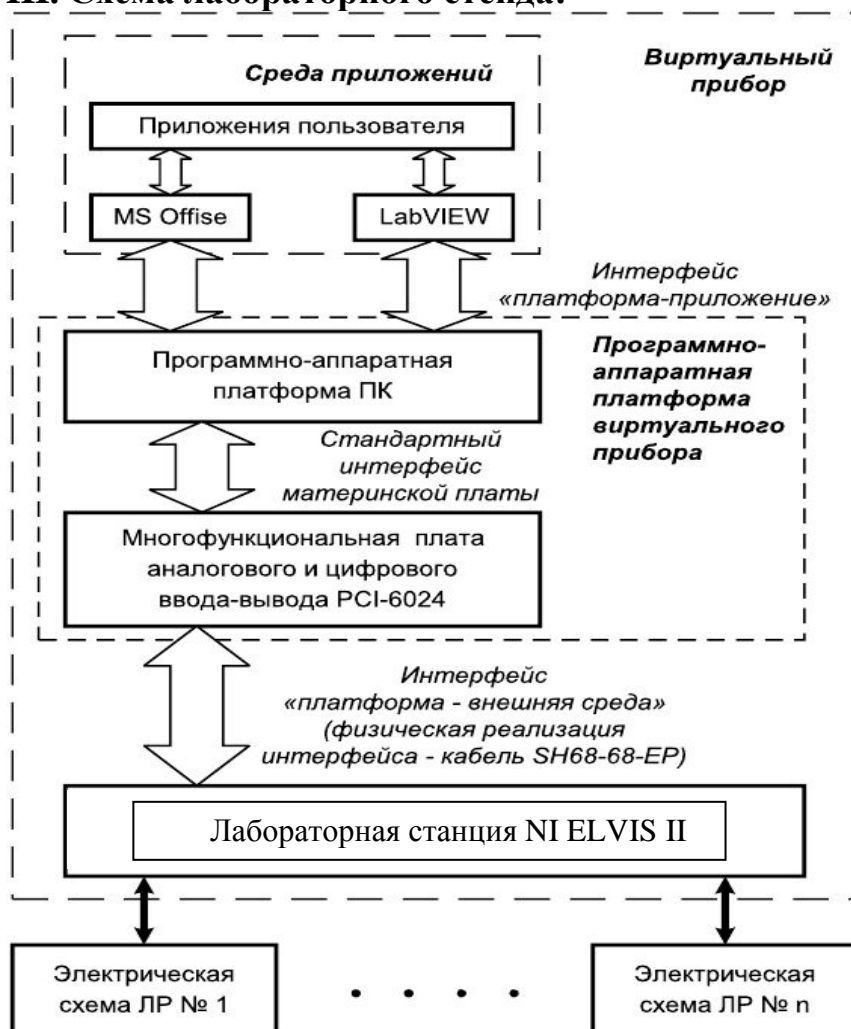 III. Схема лабораторного стенда:
Среда приложений
Виртуальный
прибор
Приложения пользователя
MS Offise
LabVIEW
Интерфейс
«платформа-приложение»
Программно-аппаратная
платформа ПК
Программно-
аппаратная
платформа
виртуального
прибора
Стандартный
интерфейс
материнской платы
Многофункциональная плата
аналогового и цифрового
ввода-вывода PCI-6024
Интерфейс
«платформа - внешняя среда»
(физическая реализация
интерфейса - кабель SH68-68-EP)
Лабораторная станция NI ELVIS II
Электрическая
схема ЛР № 1
. . . .
Электрическая
схема ЛР № n